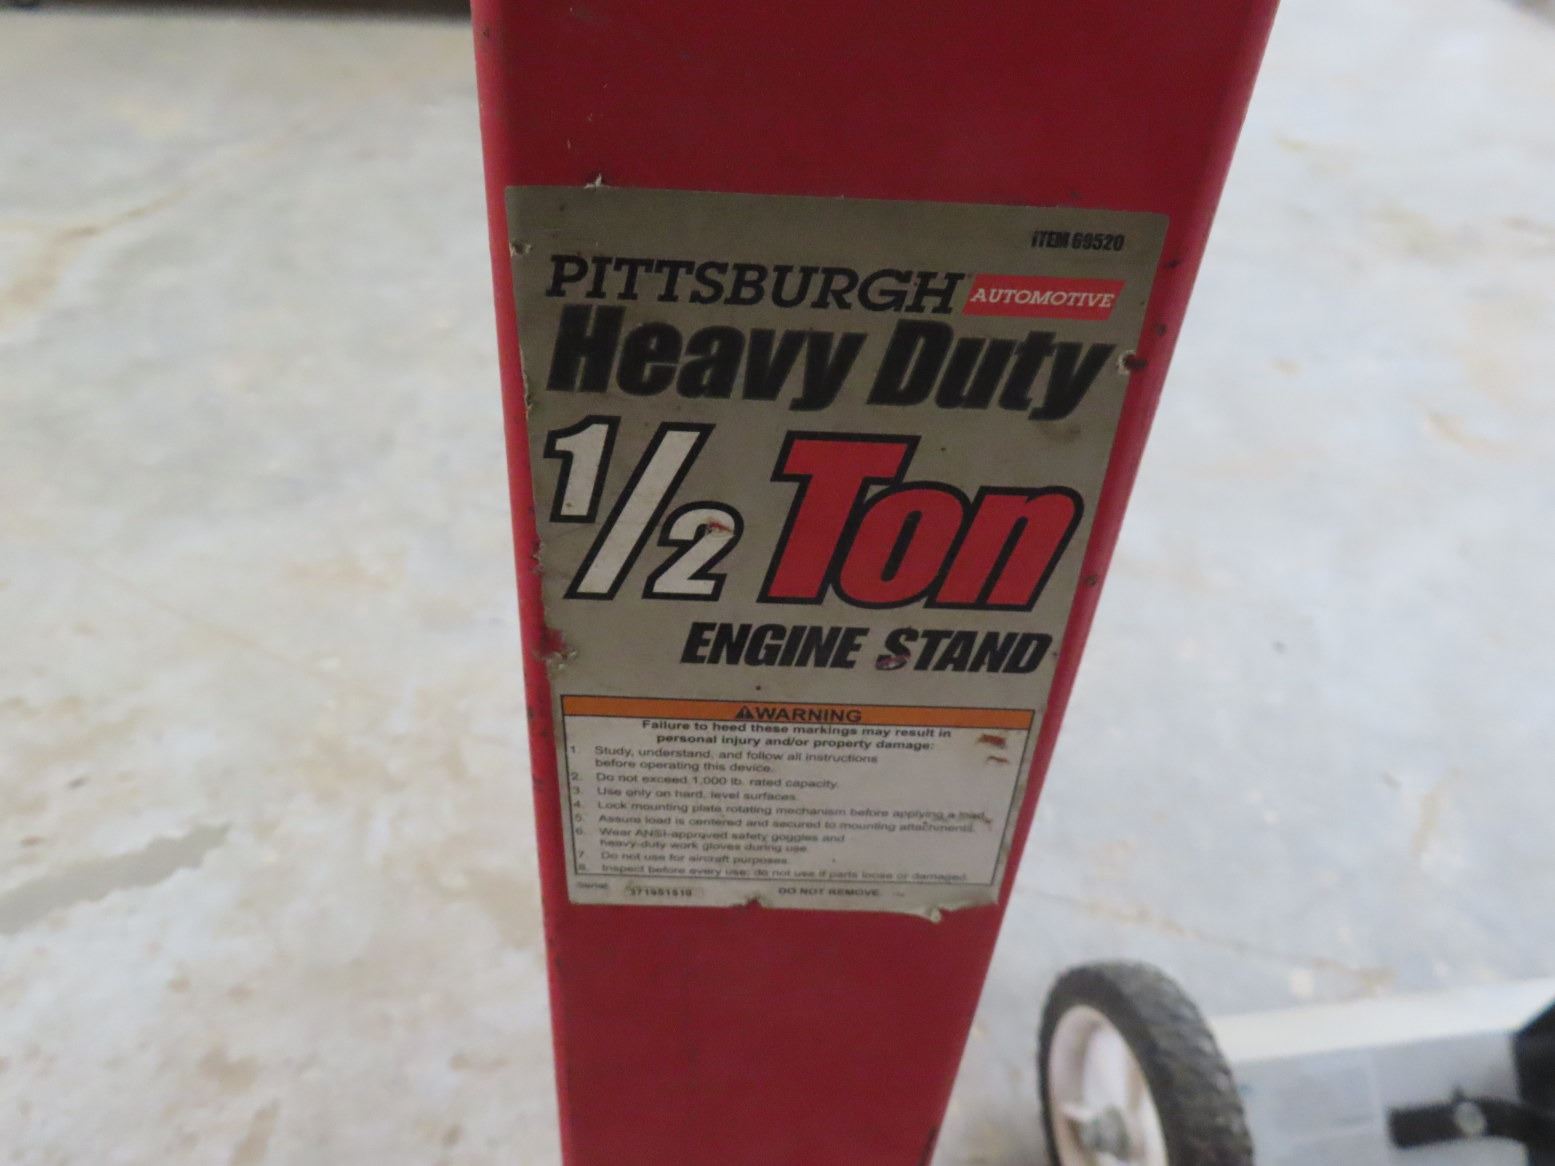 ITEM 69520
PITTSBURGH AUTOMOTIVE
Heavy Duty
1/2 Ton
ENGINE STAND
⚠WARNING
Failure to heed these markings may result in
personal injury and/or property damage:
1. Study, understand, and follow all instructions
before operating this device.
2. Do not exceed 1,000 lb. rated capacity.
3. Use only on hard, level surfaces.
4. Lock mounting plate rotating mechanism before applying a load.
5. Assure load is centered and secured to mounting attachments.
6. Wear ANSI-approved safety goggles and
heavy-duty work gloves during use.
7. Do not use for aircraft purposes.
8. Inspect before every use; do not use if parts loose or damaged.
Serial: DO NOT REMOVE.